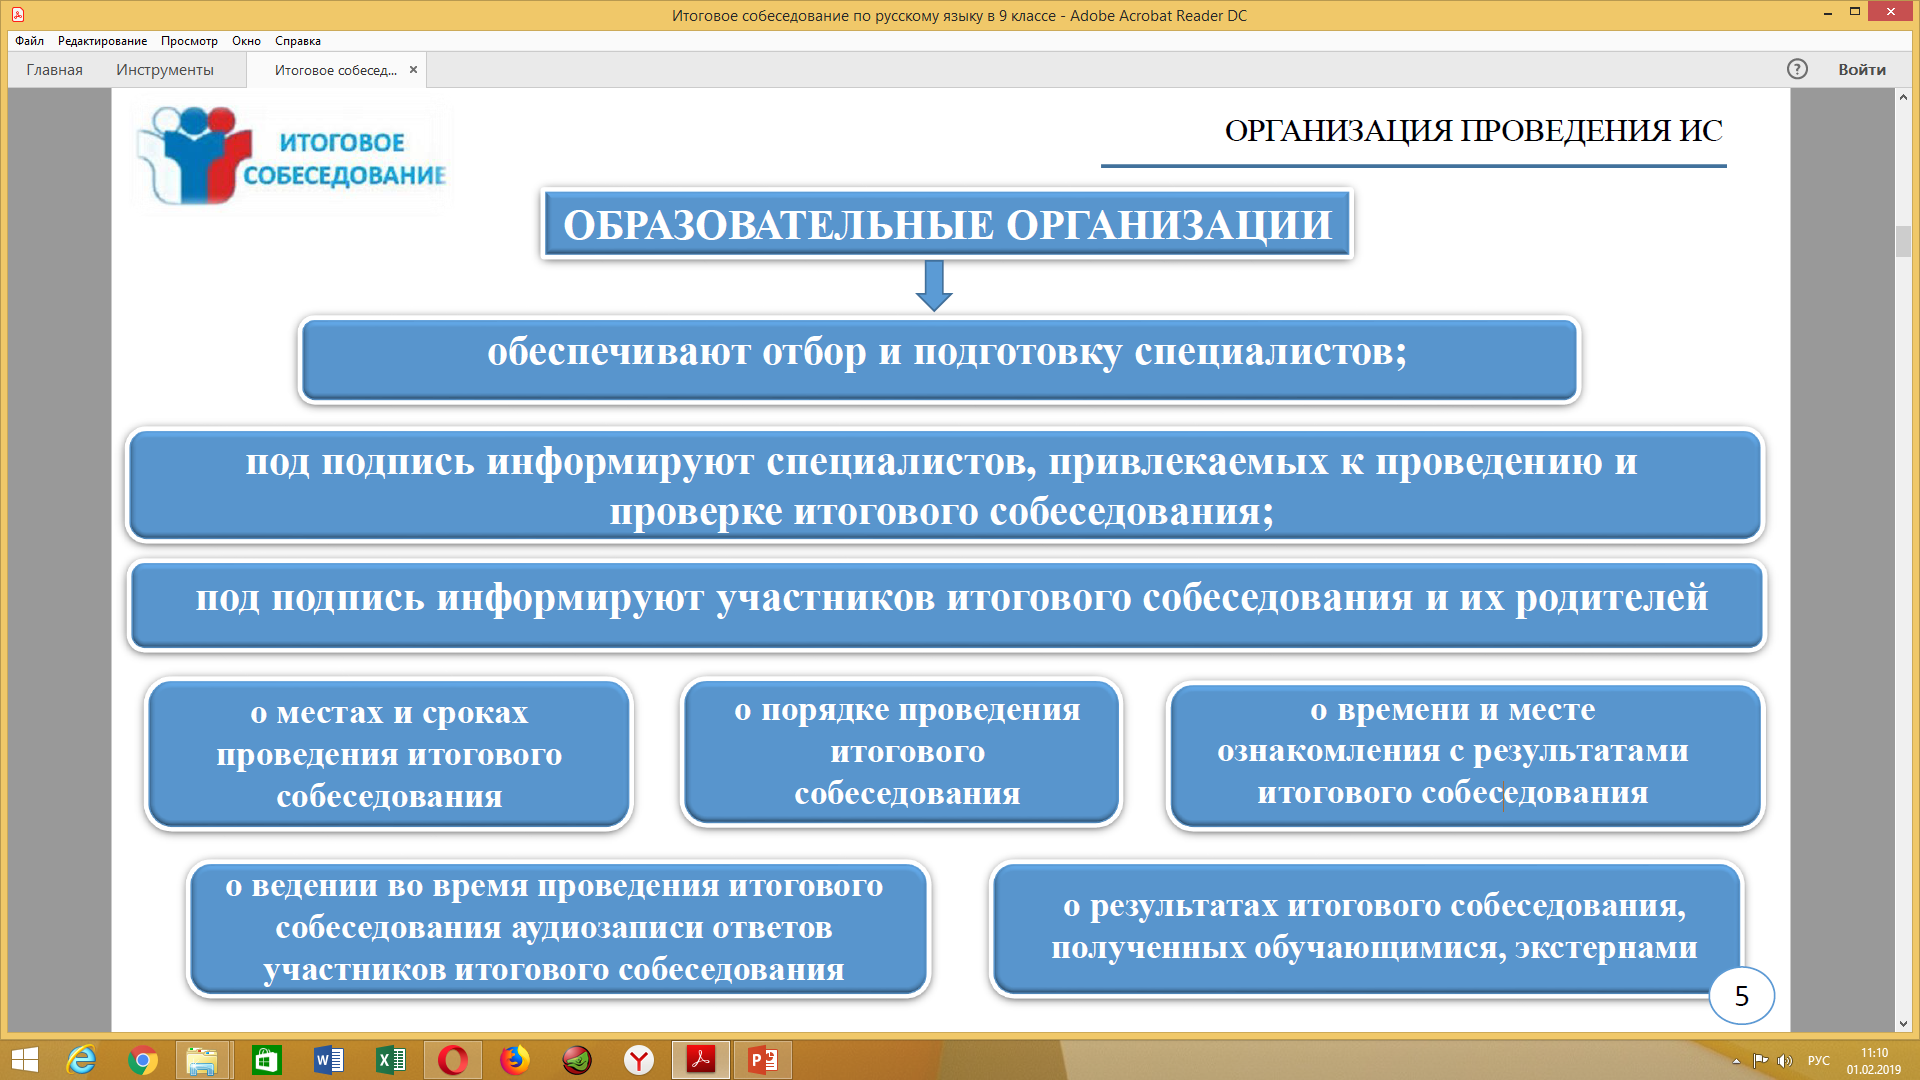 Итоговое собеседование по русскому языку в 9 классе - Adobe Acrobat Reader DC
Файл Редактирование Просмотр Окно Справка
Главная Инструменты Итоговое собесед... × ? Войти
ИТОГОВОЕ
СОБЕСЕДОВАНИЕ
ОРГАНИЗАЦИЯ ПРОВЕДЕНИЯ ИС
ОБРАЗОВАТЕЛЬНЫЕ ОРГАНИЗАЦИИ
обеспечивают отбор и подготовку специалистов;
под подпись информируют специалистов, привлекаемых к проведению и
проверке итогового собеседования;
под подпись информируют участников итогового собеседования и их родителей
о местах и сроках
проведения итогового
собеседования
о порядке проведения
итогового
собеседования
о времени и месте
ознакомления с результатами
итогового собеседования
о ведении во время проведения итогового
собеседования аудиозаписи ответов
участников итогового собеседования
о результатах итогового собеседования,
полученных обучающимися, экстернами
5
РУС
11:10
01.02.2019